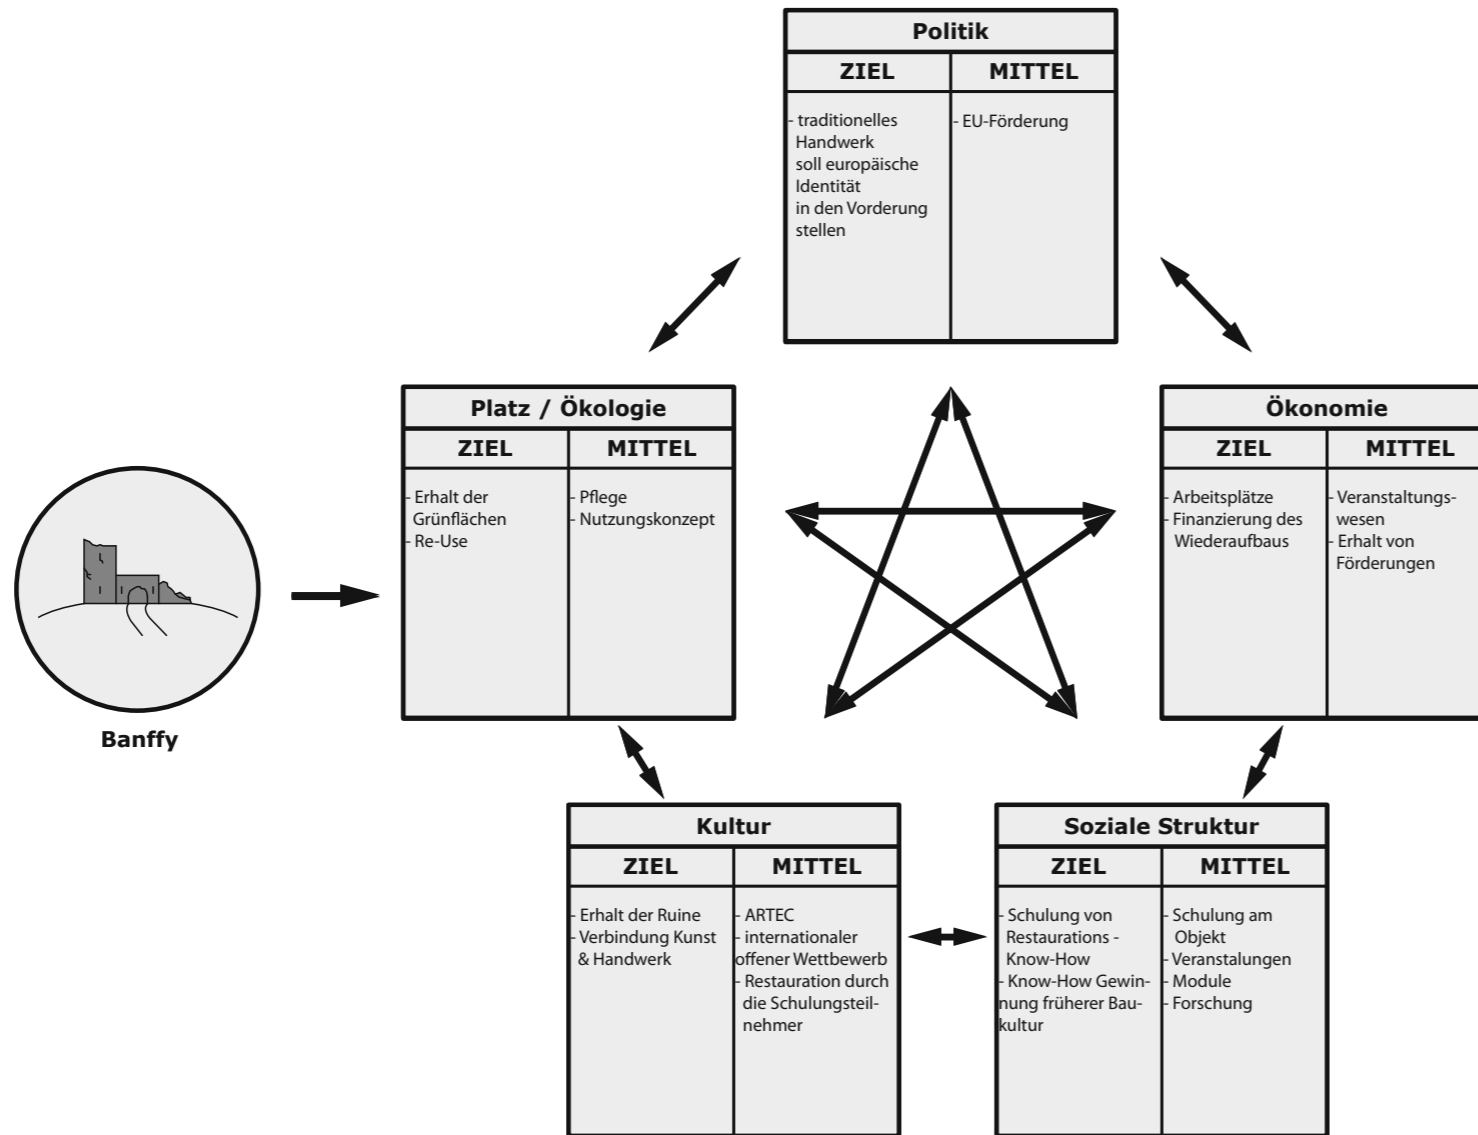 Politik
ZIEL
MITTEL
- traditionelles
Handwerk
soll europäische
Identität
in den Vorderung
stellen
- EU-Förderung
Platz / Ökologie
ZIEL
MITTEL
- Erhalt der
Grünflächen
- Re-Use
- Pflege
- Nutzungskonzept
Ökonomie
ZIEL
MITTEL
- Arbeitsplätze
- Finanzierung des
Wiederaufbaus
- Veranstaltungs-
wesen
- Erhalt von
Förderungen
Banffy
Kultur
ZIEL
MITTEL
- Erhalt der Ruine
- Verbindung Kunst
& Handwerk
- ARTEC
- internationaler
offener Wettbewerb
- Restauration durch
die Schulungsteil-
nehmer
Soziale Struktur
ZIEL
MITTEL
- Schulung von
Restaurations -
Know-How
- Know-How Gewin-
nung früherer Bau-
kultur
- Schulung am
Objekt
- Veranstalungen
- Module
- Forschung